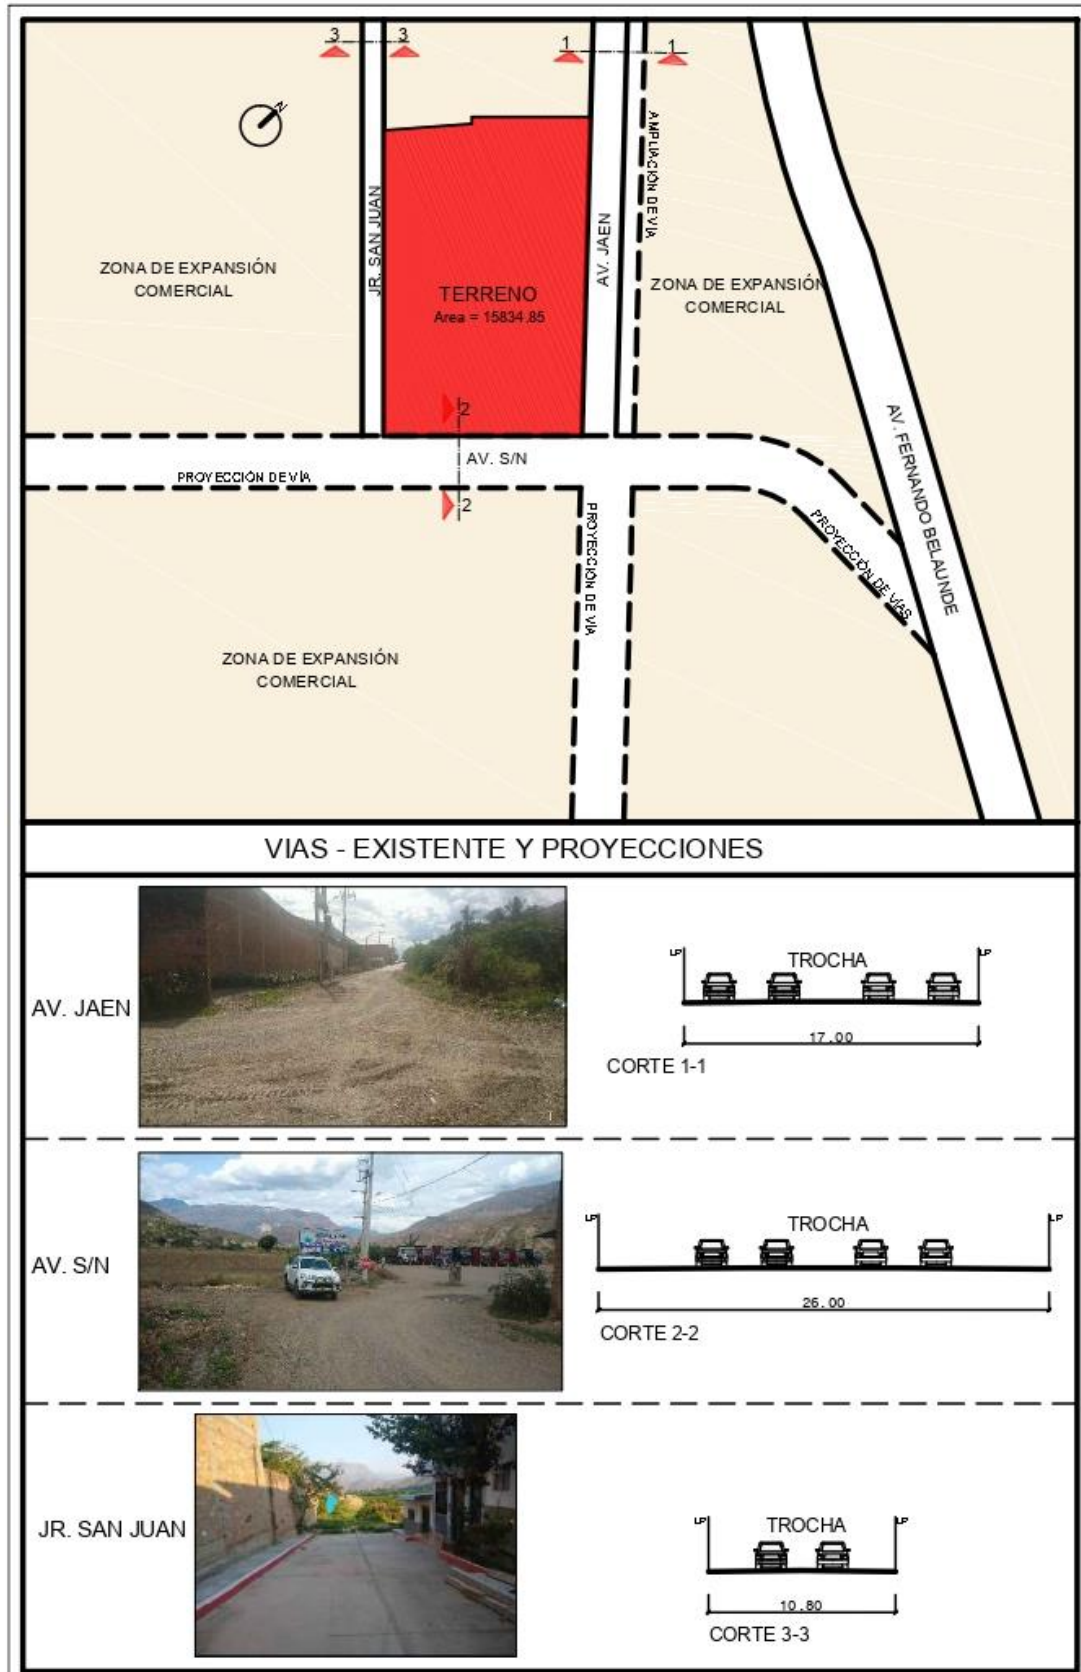 3
3
1
1
N
AMPLIACIÓN DE VÍA
JR. SAN JUAN
AV. JAEN
ZONA DE EXPANSIÓN
COMERCIAL
TERRENO
Area = 15834.85
ZONA DE EXPANSIÓN
COMERCIAL
2
AV. S/N
PROYECCIÓN DE VÍA
2
AV. FERNANDO BELAUNDE
PROYECCIÓN DE VÍA
PROYECCIÓN DE VÍAS
ZONA DE EXPANSIÓN
COMERCIAL
VIAS - EXISTENTE Y PROYECCIONES
AV. JAEN
LP
TROCHA
LP
17.00
CORTE 1-1
AV. S/N
LP
TROCHA
LP
26.00
CORTE 2-2
JR. SAN JUAN
LP
TROCHA
LP
10.80
CORTE 3-3